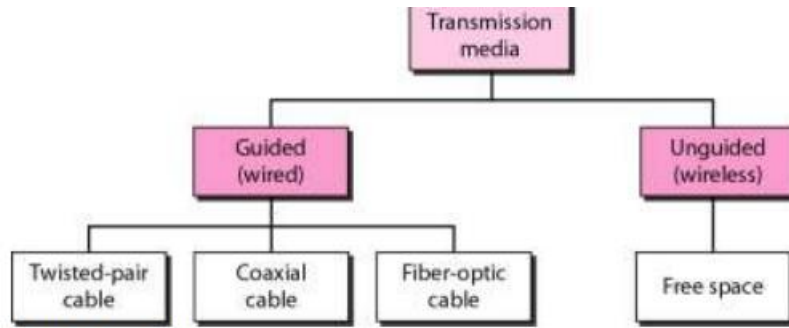 Transmission
media
Guided
(wired)
Unguided
(wireless)
Twisted-pair
cable
Coaxial
cable
Fiber-optic
cable
Free space